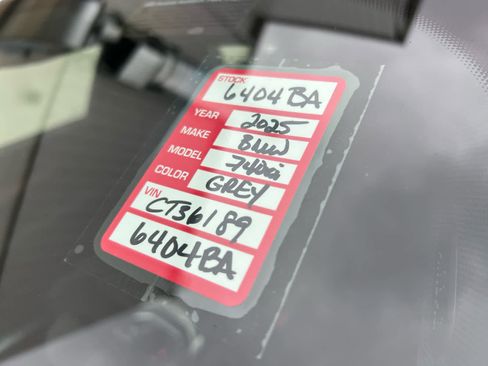 STOCK 6404BA
YEAR 2025
MAKE BMW
MODEL 740i
COLOR GREY
VIN CT36189
6404BA